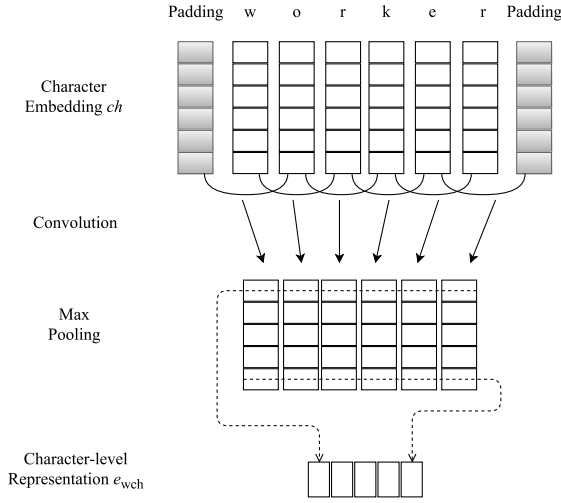 Padding w o r k e r Padding
Character
Embedding ch
Convolution
Max
Pooling
Character-level
Representation ewch